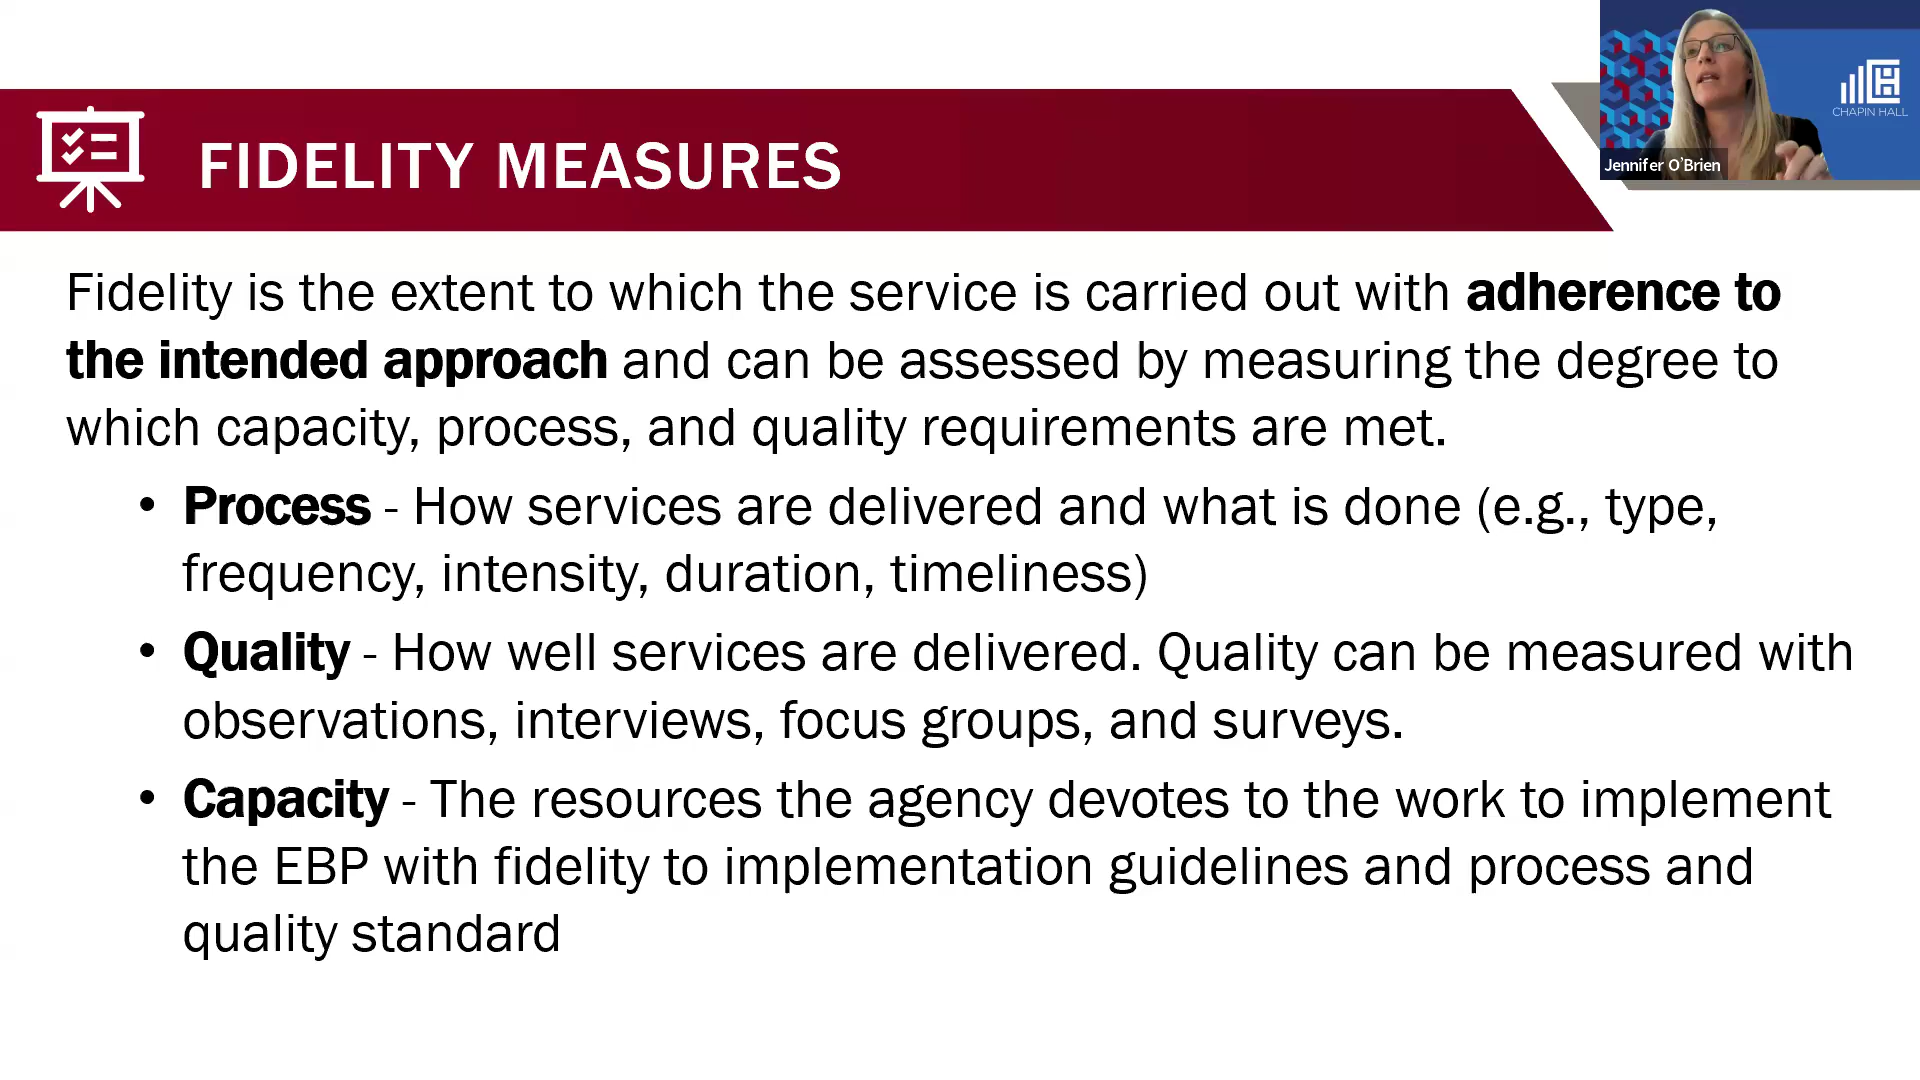 CHAPIN HALL
Jennifer O'Brien
FIDELITY MEASURES
Fidelity is the extent to which the service is carried out with adherence to
the intended approach and can be assessed by measuring the degree to
which capacity, process, and quality requirements are met.
• Process - How services are delivered and what is done (e.g., type,
frequency, intensity, duration, timeliness)
• Quality - How well services are delivered. Quality can be measured with
observations, interviews, focus groups, and surveys.
• Capacity - The resources the agency devotes to the work to implement
the EBP with fidelity to implementation guidelines and process and
quality standard